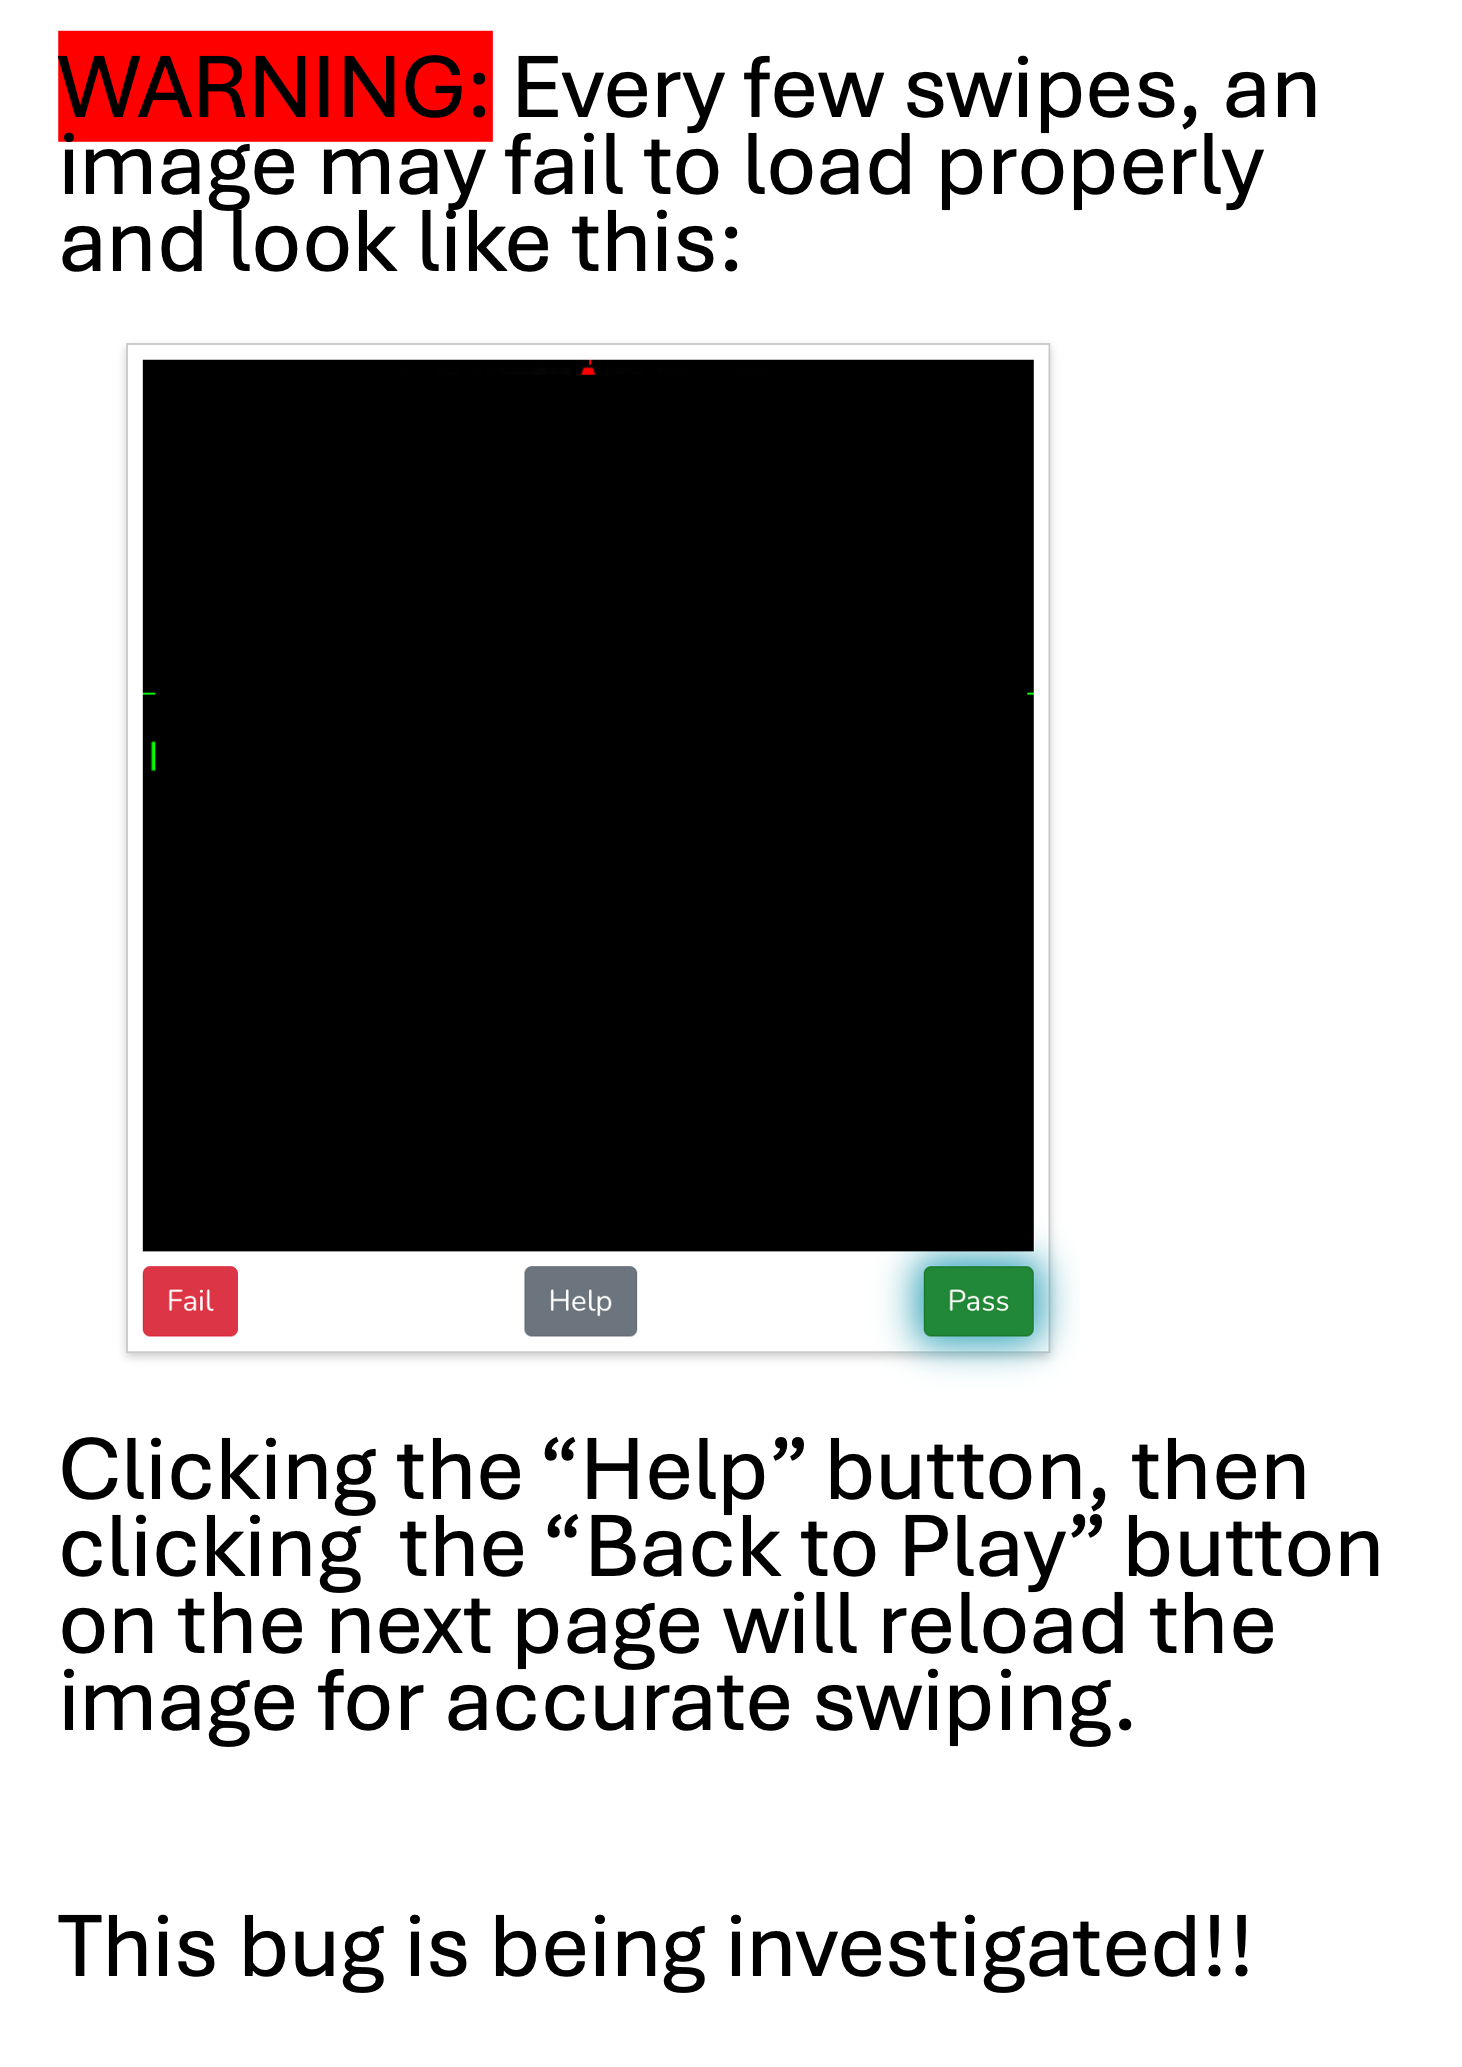 WARNING: Every few swipes, an
image may fail to load properly
and look like this:
Fail
Help
Pass
Clicking the “Help” button, then
clicking  the “Back to Play” button
on the next page will reload the
image for accurate swiping.
This bug is being investigated!!